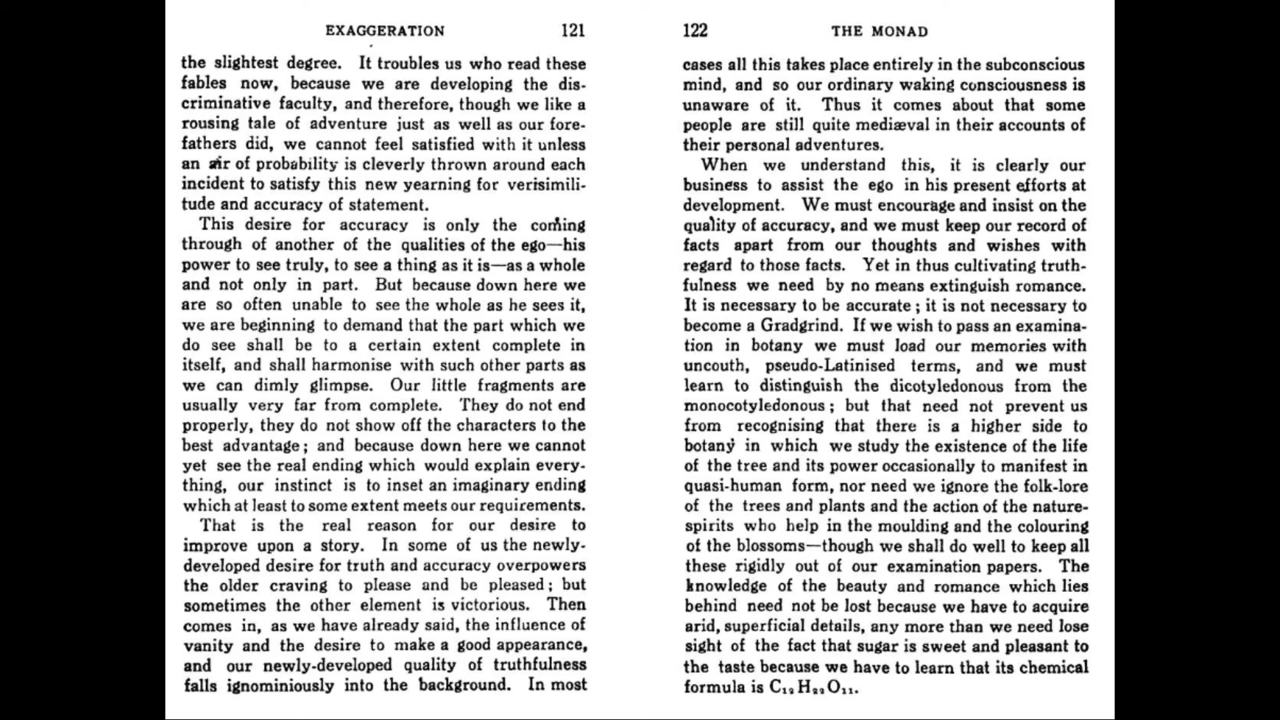 EXAGGERATION 121
the slightest degree. It troubles us who read these
fables now, because we are developing the dis-
criminative faculty, and therefore, though we like a
rousing tale of adventure just as well as our fore-
fathers did, we cannot feel satisfied with it unless
an air of probability is cleverly thrown around each
incident to satisfy this new yearning for verisimili-
tude and accuracy of statement.
This desire for accuracy is only the coming
through of another of the qualities of the ego—his
power to see truly, to see a thing as it is—as a whole
and not only in part. But because down here we
are so often unable to see the whole as he sees it,
we are beginning to demand that the part which we
do see shall be to a certain extent complete in
itself, and shall harmonise with such other parts as
we can dimly glimpse. Our little fragments are
usually very far from complete. They do not end
properly, they do not show off the characters to the
best advantage; and because down here we cannot
yet see the real ending which would explain every-
thing, our instinct is to inset an imaginary ending
which at least to some extent meets our requirements.
That is the real reason for our desire to
improve upon a story. In some of us the newly-
developed desire for truth and accuracy overpowers
the older craving to please and be pleased; but
sometimes the other element is victorious. Then
comes in, as we have already said, the influence of
vanity and the desire to make a good appearance,
and our newly-developed quality of truthfulness
falls ignominiously into the background. In most
122 THE MONAD
cases all this takes place entirely in the subconscious
mind, and so our ordinary waking consciousness is
unaware of it. Thus it comes about that some
people are still quite mediæval in their accounts of
their personal adventures.
When we understand this, it is clearly our
business to assist the ego in his present efforts at
development. We must encourage and insist on the
quality of accuracy, and we must keep our record of
facts apart from our thoughts and wishes with
regard to those facts. Yet in thus cultivating truth-
fulness we need by no means extinguish romance.
It is necessary to be accurate; it is not necessary to
become a Gradgrind. If we wish to pass an examina-
tion in botany we must load our memories with
uncouth, pseudo-Latinised terms, and we must
learn to distinguish the dicotyledonous from the
monocotyledonous; but that need not prevent us
from recognising that there is a higher side to
botany in which we study the existence of the life
of the tree and its power occasionally to manifest in
quasi-human form, nor need we ignore the folk-lore
of the trees and plants and the action of the nature-
spirits who help in the moulding and the colouring
of the blossoms—though we shall do well to keep all
these rigidly out of our examination papers. The
knowledge of the beauty and romance which lies
behind need not be lost because we have to acquire
arid, superficial details, any more than we need lose
sight of the fact that sugar is sweet and pleasant to
the taste because we have to learn that its chemical
formula is C₁₂H₂₂O₁₁.